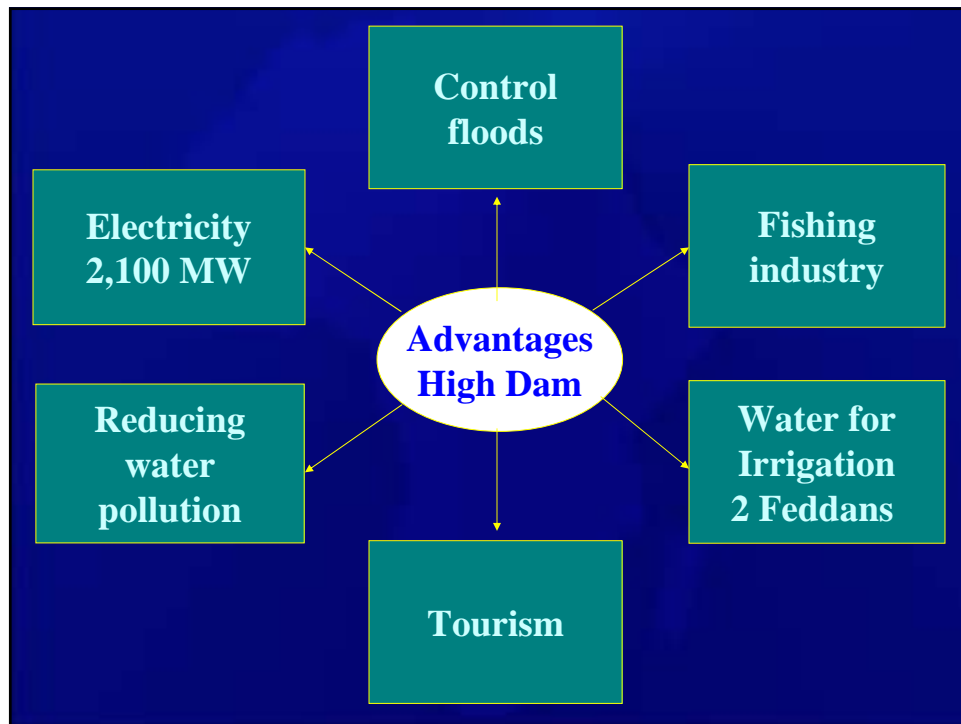 Control
floods
Electricity
2,100 MW
Fishing
industry
Advantages
High Dam
Reducing
water
pollution
Water for
Irrigation
2 Feddans
Tourism